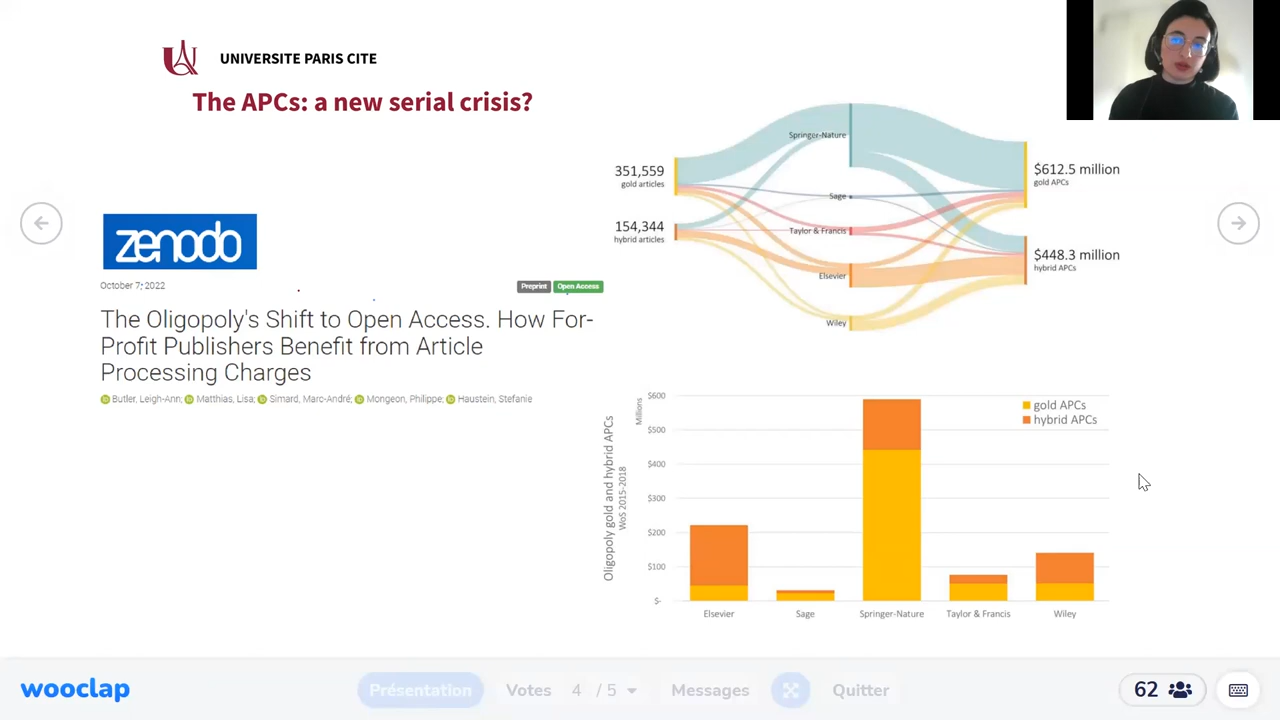 UNIVERSITE PARIS CITE
The APCs: a new serial crisis?
zenodo
October 7, 2022
Preprint
Open Access
The Oligopoly's Shift to Open Access. How For-
Profit Publishers Benefit from Article
Processing Charges
Butler, Leigh-Ann; Matthias, Lisa; Simard, Marc-André; Mongeon, Philippe; Haustein, Stefanie
351,559
gold articles
154,344
hybrid articles
Springer-Nature
Sage
Taylor & Francis
Elsevier
Wiley
$612.5 million
gold APCs
$448.3 million
hybrid APCs
Oligopoly gold and hybrid APCs
WoS 2015-2018
Millions
$600
$500
$400
$300
$200
$100
$-
gold APCs
hybrid APCs
Elsevier
Sage
Springer-Nature
Taylor & Francis
Wiley
wooclap
Présentation
Votes
4 / 5
Messages
Quitter
62